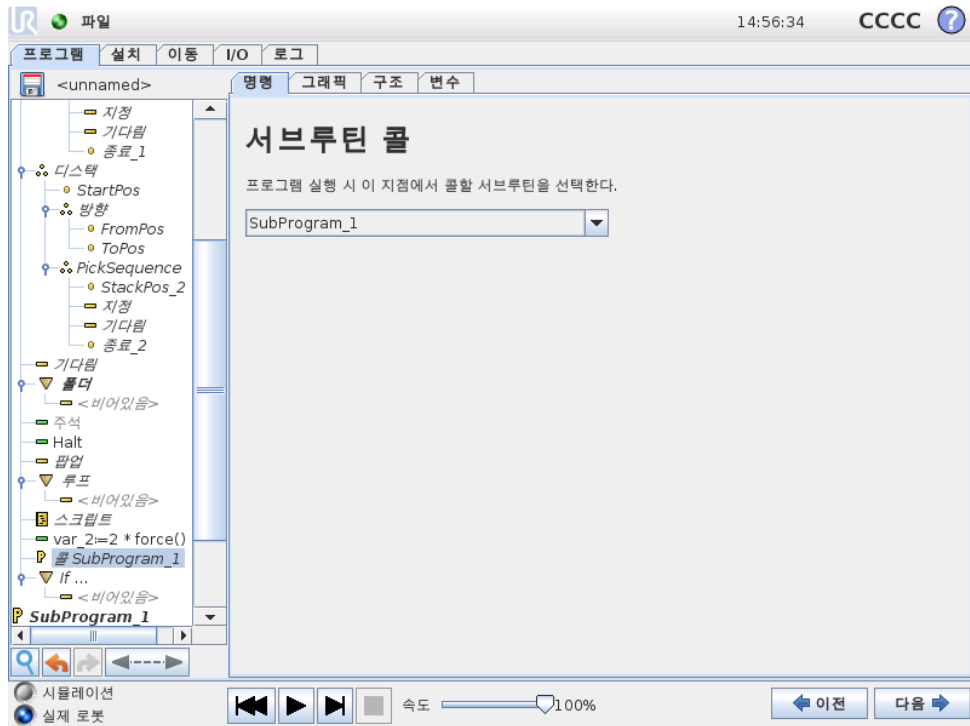 UR 파일 14:56:34 CCCC ?
프로그램 설치 이동 I/O 로그
<unnamed> 명령 그래픽 구조 변수
지정
기다림
종료_1
디스택
StartPos
방향
FromPos
ToPos
PickSequence
StackPos_2
지정
기다림
종료_2
기다림
폴더
<비어있음>
주석
Halt
팝업
루프
<비어있음>
스크립트
var_2:=2 * force()
콜 SubProgram_1
If ...
<비어있음>
SubProgram_1
서브루틴 콜
프로그램 실행 시 이 지점에서 콜할 서브루틴을 선택한다.
SubProgram_1
시뮬레이션
실제 로봇
속도 100% 이전 다음